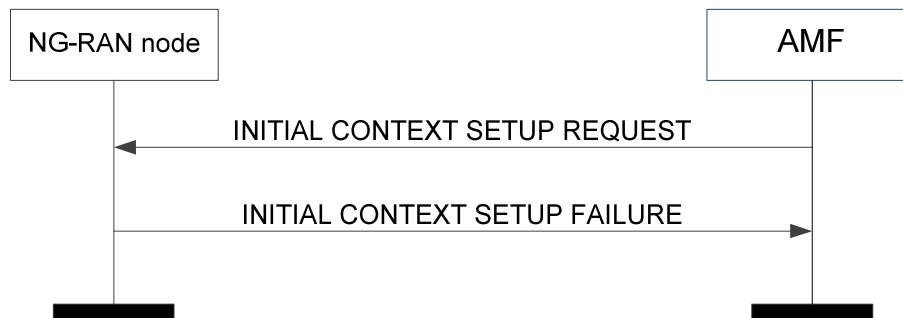 NG-RAN node
AMF
INITIAL CONTEXT SETUP REQUEST
INITIAL CONTEXT SETUP FAILURE